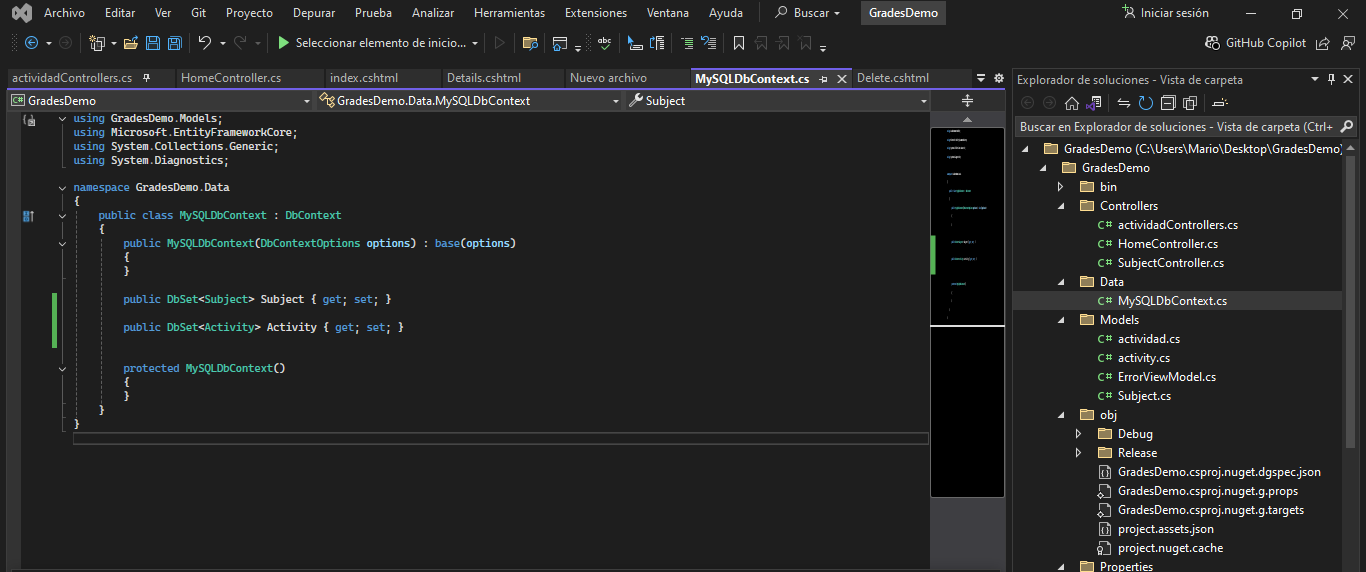 Archivo Editar Ver Git Proyecto Depurar Prueba Analizar Herramientas Extensiones Ventana Ayuda Buscar GradesDemo Iniciar sesión
Seleccionar elemento de inicio... abc GitHub Copilot
actividadControllers.cs HomeController.cs index.cshtml Details.cshtml Nuevo archivo MySQLDbContext.cs Delete.cshtml
GradesDemo GradesDemo.Data.MySQLDbContext Subject
using GradesDemo.Models;
using Microsoft.EntityFrameworkCore;
using System.Collections.Generic;
using System.Diagnostics;
namespace GradesDemo.Data
{
public class MySQLDbContext : DbContext
{
public MySQLDbContext(DbContextOptions options) : base(options)
{
}
public DbSet<Subject> Subject { get; set; }
public DbSet<Activity> Activity { get; set; }
protected MySQLDbContext()
{
}
}
}
Explorador de soluciones - Vista de carpeta
Buscar en Explorador de soluciones - Vista de carpeta (Ctrl+
GradesDemo (C:\Users\Mario\Desktop\GradesDemo)
GradesDemo
bin
Controllers
C# actividadControllers.cs
C# HomeController.cs
C# SubjectController.cs
Data
C# MySQLDbContext.cs
Models
C# actividad.cs
C# activity.cs
C# ErrorViewModel.cs
C# Subject.cs
obj
Debug
Release
GradesDemo.csproj.nuget.dgspec.json
GradesDemo.csproj.nuget.g.props
GradesDemo.csproj.nuget.g.targets
project.assets.json
project.nuget.cache
Properties